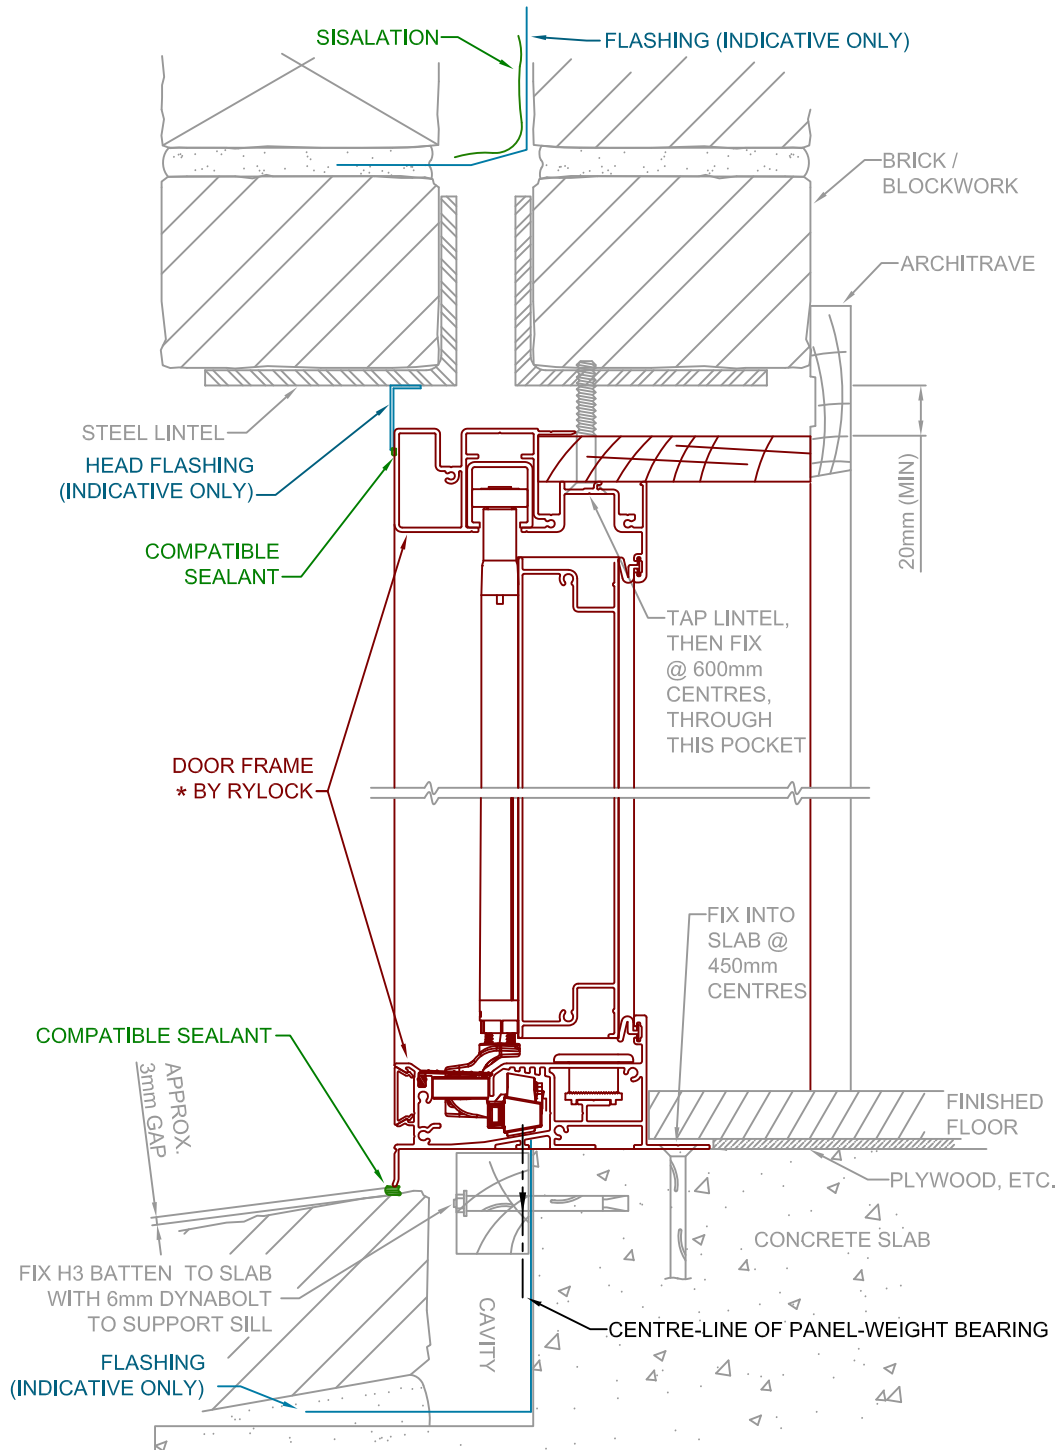 SISALATION
FLASHING (INDICATIVE ONLY)
BRICK /
BLOCKWORK
ARCHITRAVE
STEEL LINTEL
HEAD FLASHING
(INDICATIVE ONLY)
20mm (MIN)
COMPATIBLE
SEALANT
TAP LINTEL,
THEN FIX
@ 600mm
CENTRES,
THROUGH
THIS POCKET
DOOR FRAME
* BY RYLOCK
FIX INTO
SLAB @
450mm
CENTRES
COMPATIBLE SEALANT
APPROX.
3mm GAP
FINISHED
FLOOR
PLYWOOD, ETC.
CONCRETE SLAB
FIX H3 BATTEN TO SLAB
WITH 6mm DYNABOLT
TO SUPPORT SILL
CAVITY
CENTRE-LINE OF PANEL-WEIGHT BEARING
FLASHING
(INDICATIVE ONLY)